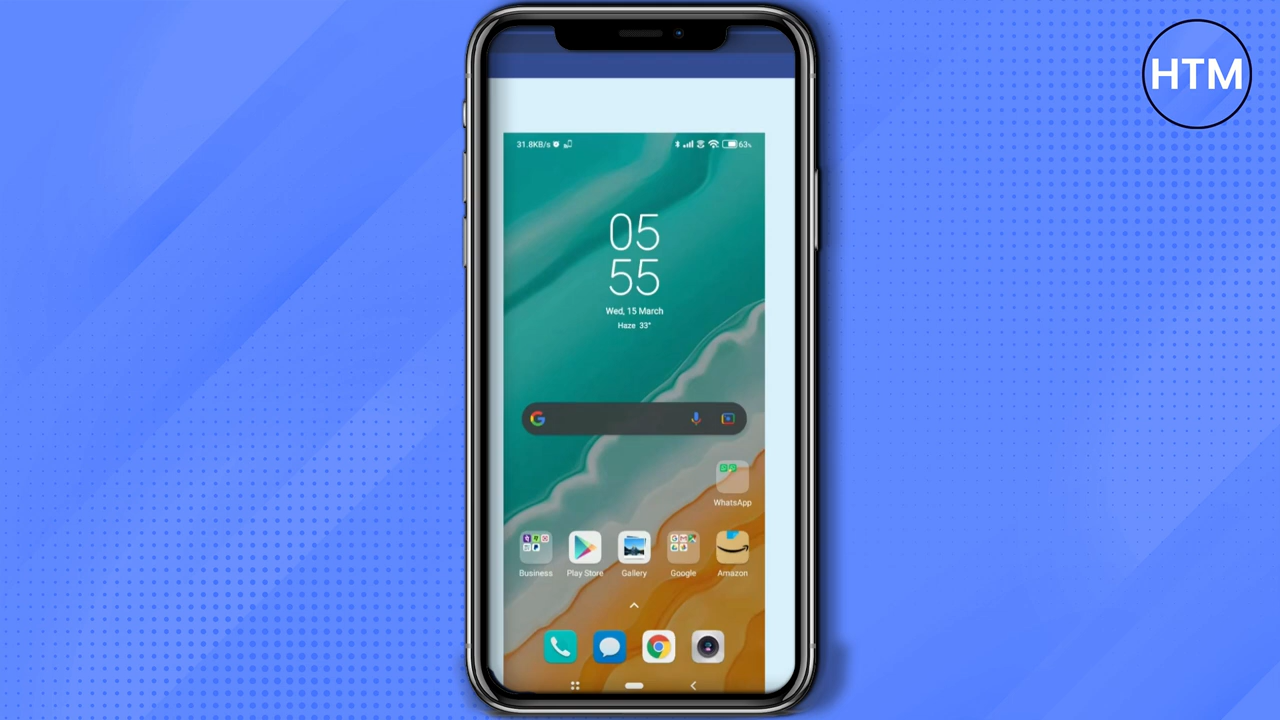 HTM
31.8KB/s
63%
05
55
Wed, 15 March
Haze 33°
WhatsApp
Business
Play Store
Gallery
Google
Amazon